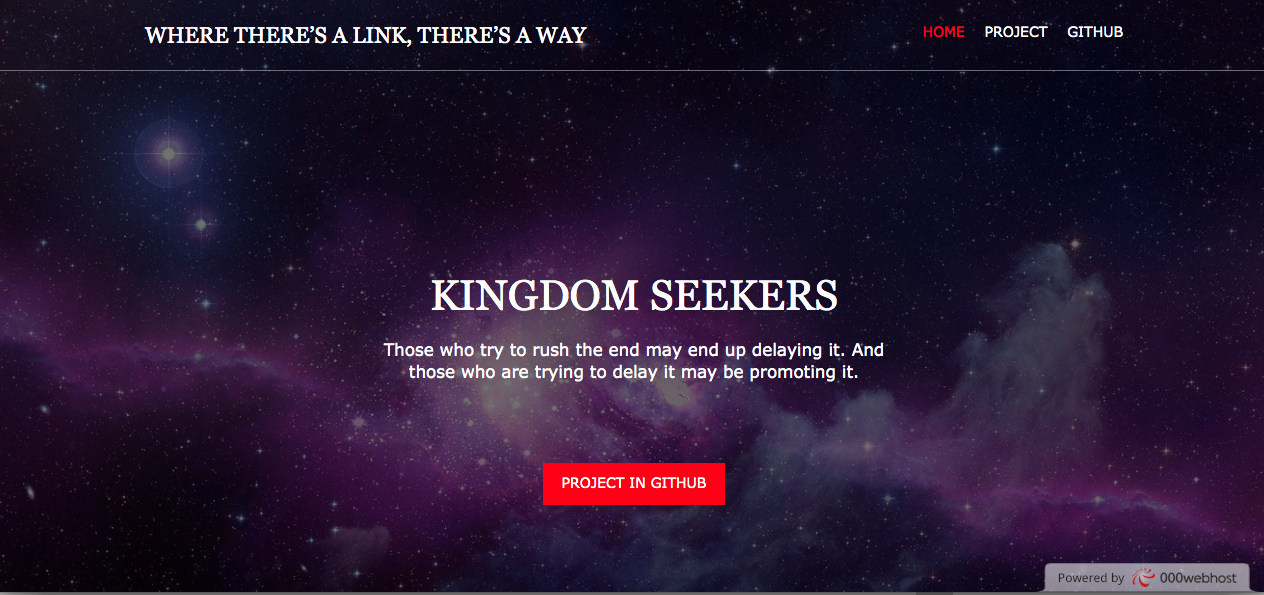 WHERE THERE’S A LINK, THERE’S A WAY
HOME PROJECT GITHUB
KINGDOM SEEKERS
Those who try to rush the end may end up delaying it. And
those who are trying to delay it may be promoting it.
PROJECT IN GITHUB
Powered by 000webhost